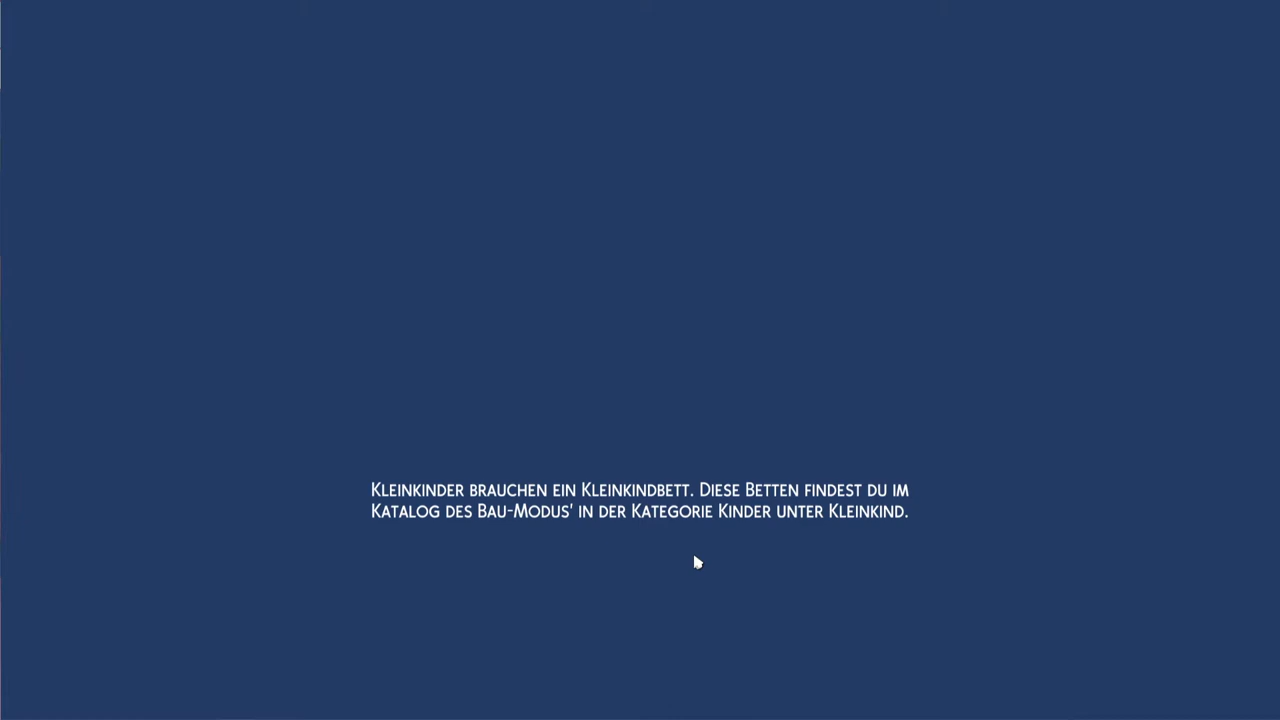 Kleinkinder brauchen ein Kleinkindbett. Diese Betten findest du im
Katalog des Bau-Modus' in der Kategorie Kinder unter Kleinkind.